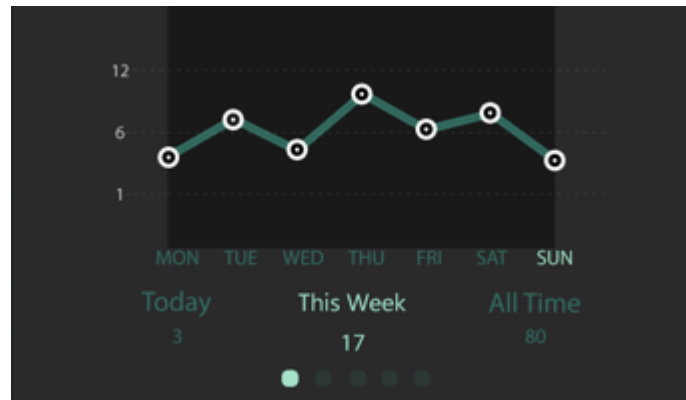 12
6
1
MON TUE WED THU FRI SAT SUN
Today This Week All Time
3 17 80